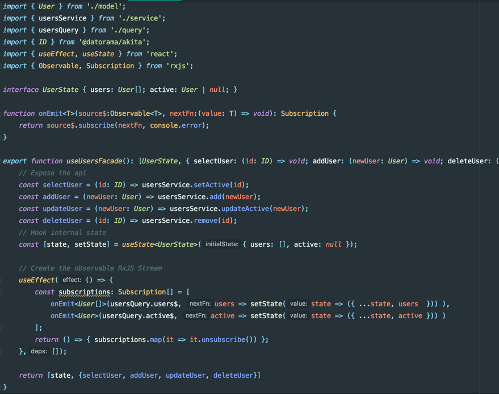 import { User } from './model';
import { usersService } from './service';
import { usersQuery } from './query';
import { ID } from '@datorama/akita';
import { useEffect, useState } from 'react';
import { Observable, Subscription } from 'rxjs';
interface UserState { users: User[]; active: User | null; }
function onEmit<T>(source$:Observable<T>, nextFn:(value: T) => void): Subscription {
return source$.subscribe(nextFn, console.error);
}
export function useUsersFacade(): [UserState, { selectUser: (id: ID) => void; addUser: (newUser: User) => void; deleteUser: (
// Expose the api
const selectUser = (id: ID) => usersService.setActive(id);
const addUser = (newUser: User) => usersService.add(newUser);
const updateUser = (newUser: User) => usersService.updateActive(newUser);
const deleteUser = (id: ID) => usersService.remove(id);
// Hook internal state
const [state, setState] = useState<UserState>( initialState: { users: [], active: null });
// Create the observable RxJS Stream
useEffect( effect: () => {
const subscriptions: Subscription[] = [
onEmit<User[]>(usersQuery.users$, nextFn: users => setState( value: state => ({ ...state, users })) ),
onEmit<User>(usersQuery.active$, nextFn: active => setState( value: state => ({ ...state, active })) )
];
return () => { subscriptions.map(it => it.unsubscribe()) };
}, deps: []);
return [state, {selectUser, addUser, updateUser, deleteUser}]
}